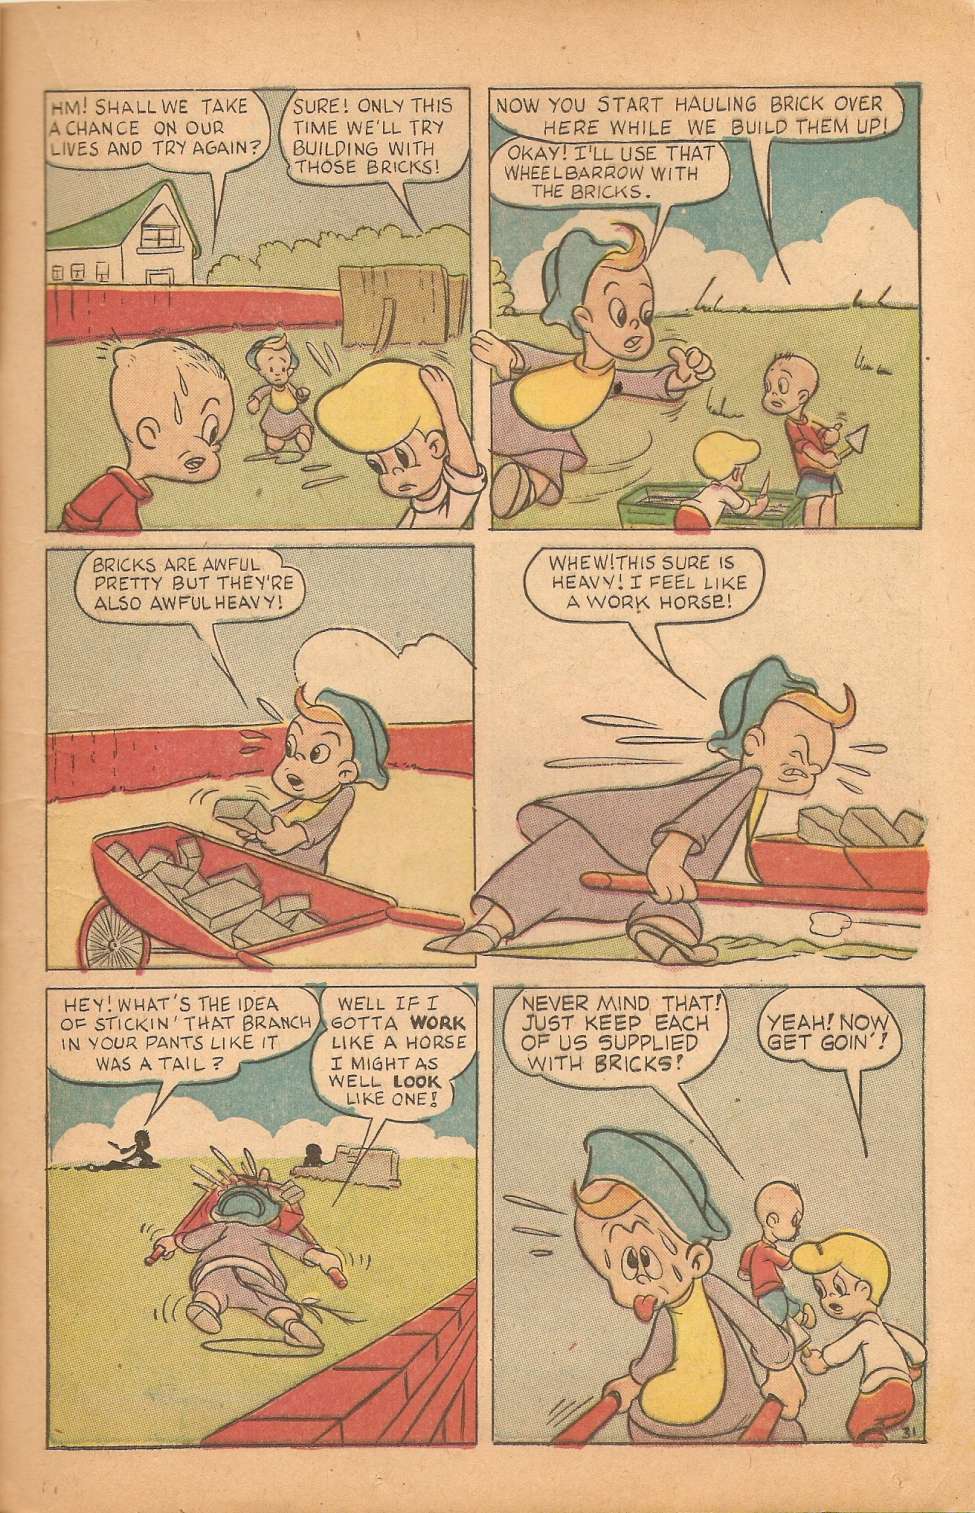 HM! SHALL WE TAKE
A CHANCE ON OUR
LIVES AND TRY AGAIN?
SURE! ONLY THIS
TIME WE'LL TRY
BUILDING WITH
THOSE BRICKS!
NOW YOU START HAULING BRICK OVER
HERE WHILE WE BUILD THEM UP!
OKAY! I'LL USE THAT
WHEELBARROW WITH
THE BRICKS.
BRICKS ARE AWFUL
PRETTY BUT THEY'RE
ALSO AWFUL HEAVY!
WHEW! THIS SURE IS
HEAVY! I FEEL LIKE
A WORK HORSE!
HEY! WHAT'S THE IDEA
OF STICKIN' THAT BRANCH
IN YOUR PANTS LIKE IT
WAS A TAIL?
WELL IF I
GOTTA WORK
LIKE A HORSE
I MIGHT AS
WELL LOOK
LIKE ONE!
NEVER MIND THAT!
JUST KEEP EACH
OF US SUPPLIED
WITH BRICKS!
YEAH! NOW
GET GOIN'!
31